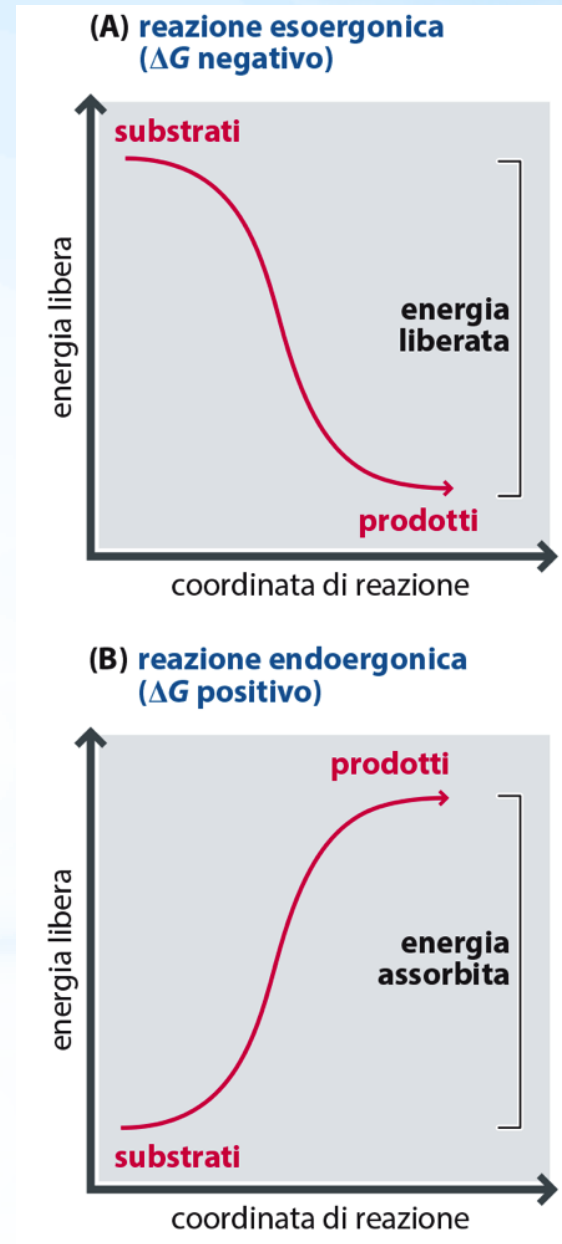 (A) reazione esoergonica
(ΔG negativo)
substrati
energia libera
energia
liberata
prodotti
coordinata di reazione
(B) reazione endoergonica
(ΔG positivo)
prodotti
energia libera
energia
assorbita
substrati
coordinata di reazione